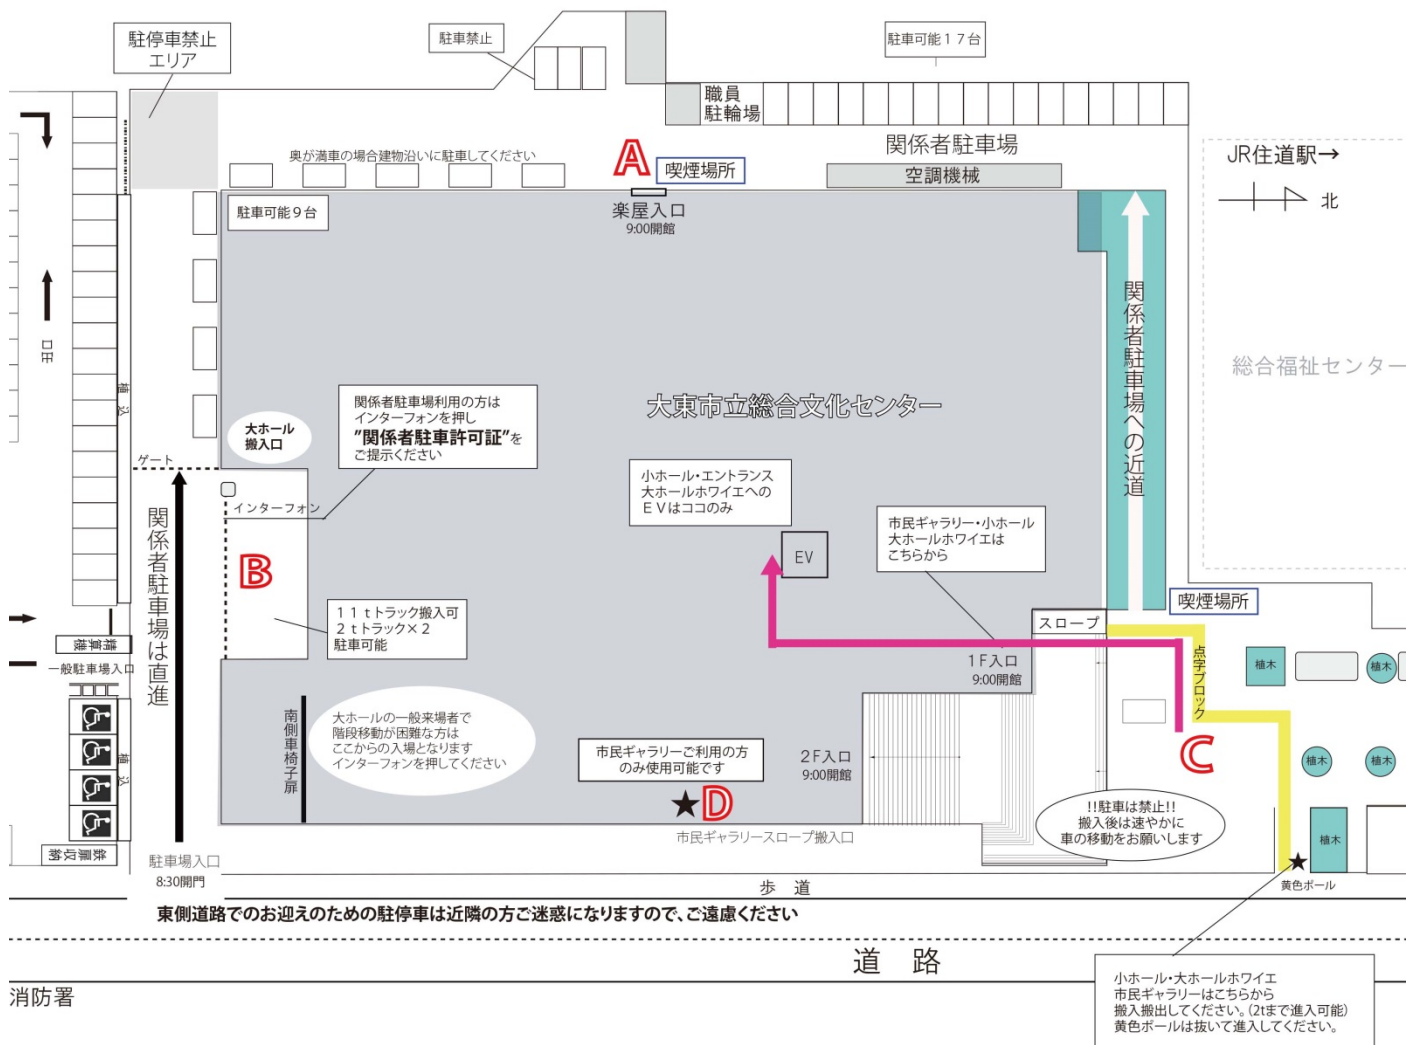 駐停車禁止
エリア
駐車禁止
駐車可能17台
職員
駐輪場
関係者駐車場
空調機械
奥が満車の場合建物沿いに駐車してください
A
喫煙場所
楽屋入口
9:00開館
駐車可能9台
JR住道駅→
北
出口
植込
関係者駐車場への近道
総合福祉センター
大東市立総合文化センター
大ホール
搬入口
関係者駐車場利用の方は
インターフォンを押し
”関係者駐車許可証”を
ご提示ください
ゲート
インターフォン
関係者駐車場は直進
B
小ホール・エントランス
大ホールホワイエへの
EVはココのみ
EV
市民ギャラリー・小ホール
大ホールホワイエは
こちらから
11tトラック搬入可
2tトラック×2
駐車可能
喫煙場所
スロープ
1F入口
9:00開館
点字ブロック
植木
植木
精算機
一般駐車場入口
植込
南側車椅子扉
大ホールの一般来場者で
階段移動が困難な方は
ここからの入場となります
インターフォンを押してください
市民ギャラリーご利用の方
のみ使用可能です
2F入口
9:00開館
C
植木
植木
★D
市民ギャラリースロープ搬入口
!!駐車は禁止!!
搬入後は速やかに
車の移動をお願いします
植木
★
黄色ポール
駐車場入口
8:30開門
歩道
東側道路でのお迎えのための駐停車は近隣の方ご迷惑になりますので、ご遠慮ください
道路
消防署
小ホール・大ホールホワイエ
市民ギャラリーはこちらから
搬入搬出してください。(2tまで進入可能)
黄色ポールは抜いて進入してください。